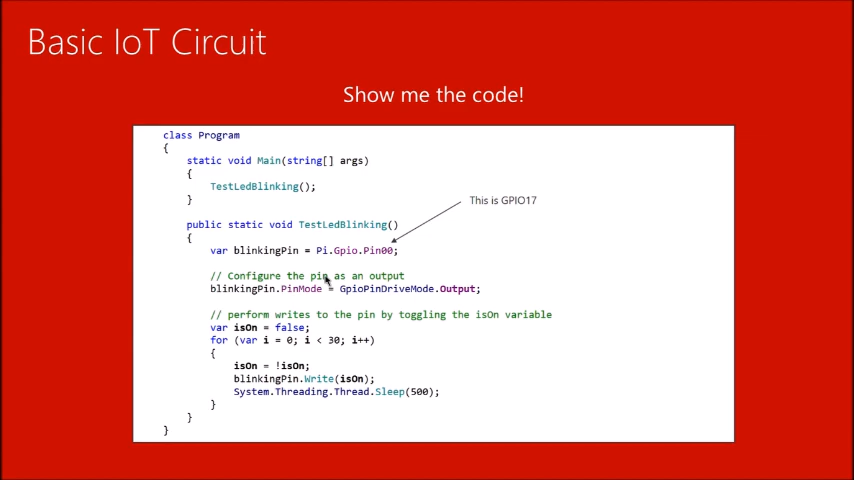 Basic IoT Circuit
Show me the code!
class Program
{
static void Main(string[] args)
{
TestLedBlinking();
}
This is GPIO17
public static void TestLedBlinking()
{
var blinkingPin = Pi.Gpio.Pin00;
// Configure the pin as an output
blinkingPin.PinMode = GpioPinDriveMode.Output;
// perform writes to the pin by toggling the isOn variable
var isOn = false;
for (var i = 0; i < 30; i++)
{
isOn = !isOn;
blinkingPin.Write(isOn);
System.Threading.Thread.Sleep(500);
}
}
}